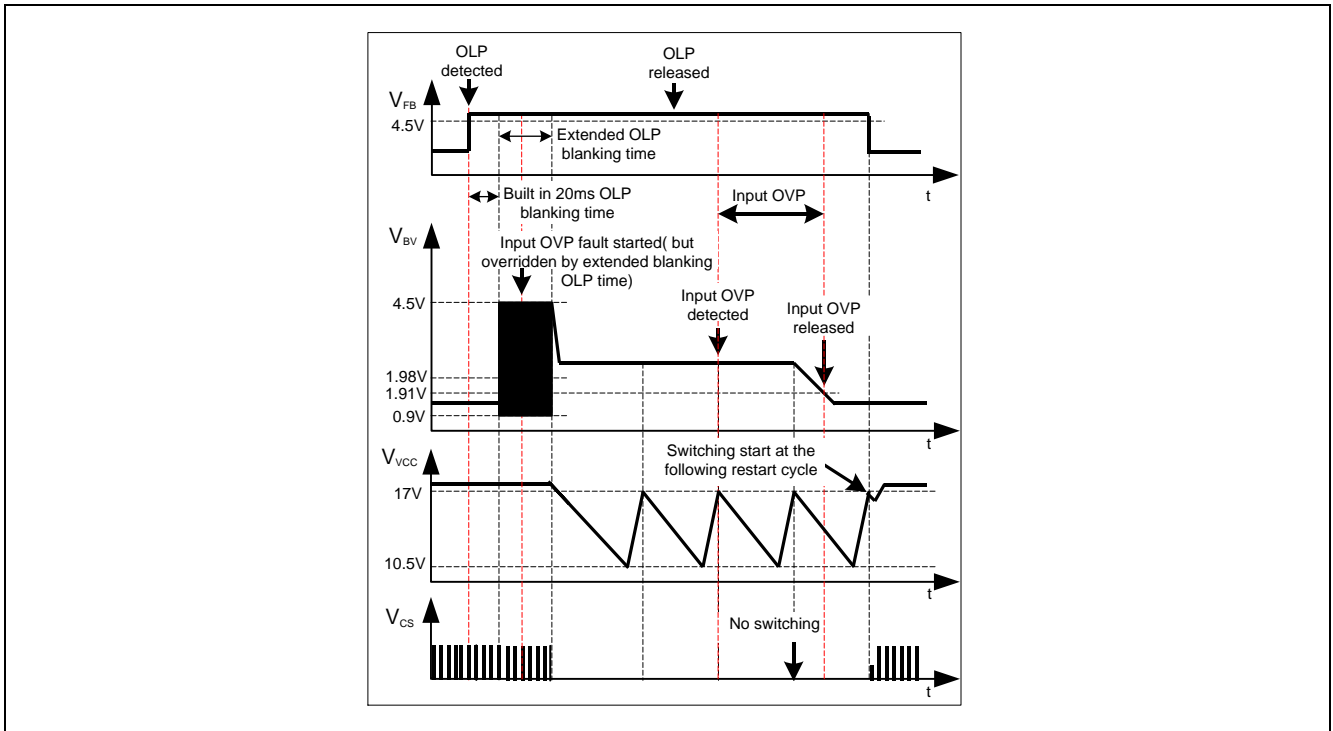 OLP
detected
OLP
released
VFB
4.5V
Extended OLP
blanking time
t
Built in 20ms OLP
blanking time
Input OVP
VBV
Input OVP fault started( but
overridden by extended blanking
OLP time)
4.5V
Input OVP
detected
Input OVP
released
1.98V
1.91V
0.9V
t
VVCC
Switching start at the
following restart cycle
17V
10.5V
t
VCS
No switching
t